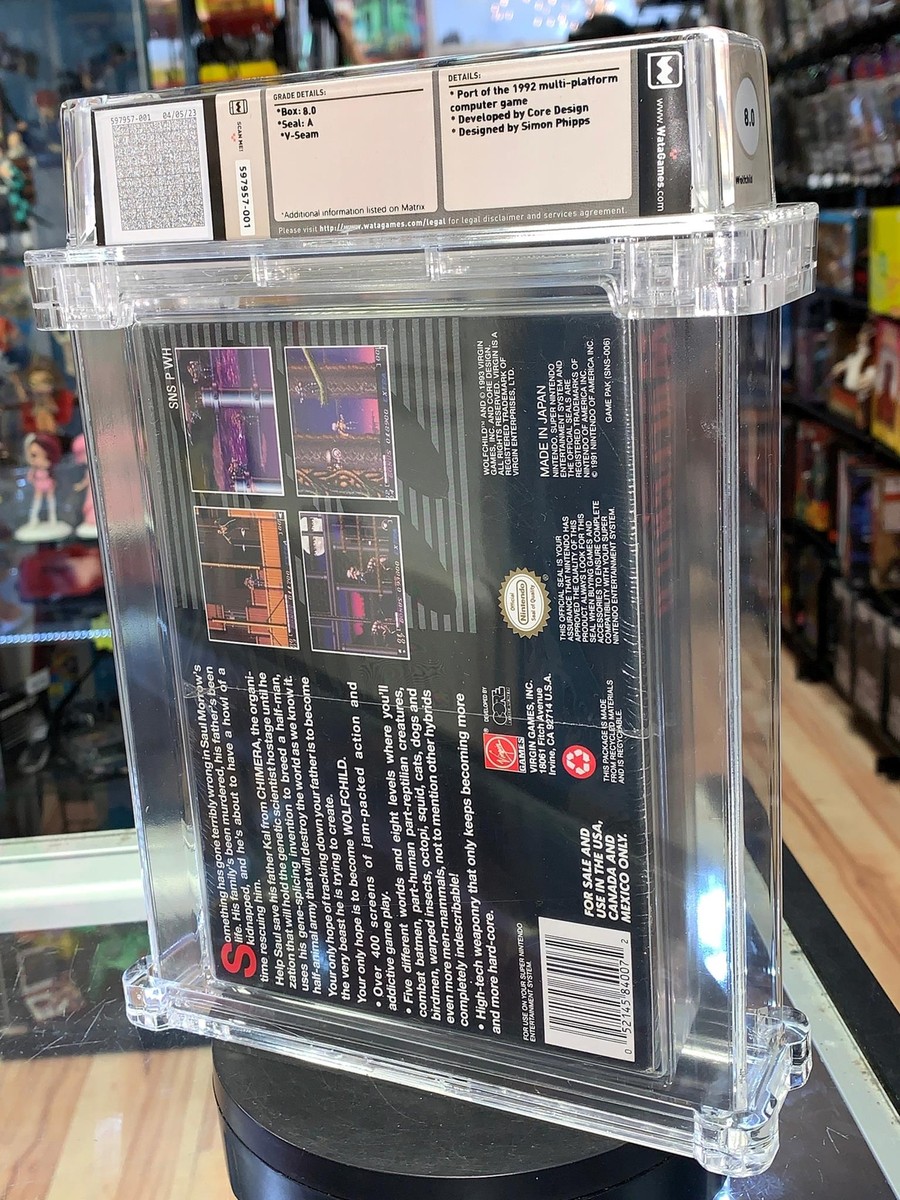 597957-001 04/05/23
SCAN ME!
597957-001
GRADE DETAILS:
*Box: 8.0
*Seal: A
*V-Seam
*Additional information listed on Matrix
DETAILS:
* Port of the 1992 multi-platform
computer game
* Developed by Core Design
* Designed by Simon Phipps
Please visit http://www.watagames.com/legal for legal disclaimer and services agreement.
W
www.WataGames.com
8.0
Wolfchild
SNS-P-WH
Something has gone terribly wrong in Saul Morrow's
life. His family's been murdered, his father's been
kidnapped, and he's about to have a howl of a
time rescuing him.
Help Saul save his father Kal from CHIMERA, the organi-
zation that will hold the genetic scientist hostage until he
uses his gene-splicing invention to breed a half-man,
half-animal army that will destroy the world as we know it.
Your only hope of tracking down your father is to become
the very beast he is trying to create.
Your only hope is to become WOLFCHILD.
• Over 400 screens of jam-packed action and
addictive game play.
• Five different worlds and eight levels where you'll
combat batmen, part-human part-reptilian creatures,
birdmen, warped insects, octopi, squid, cats, dogs and
even more men-mammals, not to mention other hybrids
completely indescribable!
• High-tech weaponry that only keeps becoming more
and more hard-core.
WOLFCHILD™ AND © 1993 VIRGIN
GAMES, INC. AND CORE DESIGN.
ALL RIGHTS RESERVED. VIRGIN IS A
REGISTERED TRADEMARK OF
VIRGIN ENTERPRISES, LTD.
MADE IN JAPAN
NINTENDO, SUPER NINTENDO
ENTERTAINMENT SYSTEM AND
THE OFFICIAL SEALS ARE
REGISTERED TRADEMARKS OF
NINTENDO OF AMERICA INC.
© 1991 NINTENDO OF AMERICA INC.
GAME PAK (SNS-006)
Official
Nintendo
Seal of Quality
®
THIS OFFICIAL SEAL IS YOUR
ASSURANCE THAT NINTENDO HAS
APPROVED THE QUALITY OF THIS
PRODUCT. ALWAYS LOOK FOR THIS
SEAL WHEN BUYING GAMES AND
ACCESSORIES TO ENSURE COMPLETE
COMPATIBILITY WITH YOUR SUPER
NINTENDO ENTERTAINMENT SYSTEM.
DEVELOPED BY
CORE
Virgin
GAMES
®
VIRGIN GAMES, INC.
18061 Fitch Avenue
Irvine, CA 92714 U.S.A.
THIS PACKAGE IS MADE
FROM RECYCLED MATERIALS
AND IS RECYCLABLE.
FOR USE ON YOUR SUPER NINTENDO
ENTERTAINMENT SYSTEM.
FOR SALE AND
USE IN THE USA,
CANADA AND
MEXICO ONLY.
0 52145 84007 2